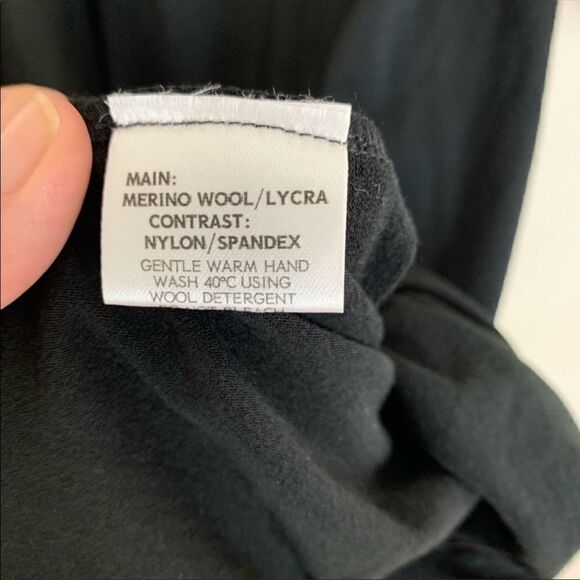 MAIN:
MERINO WOOL/LYCRA
CONTRAST:
NYLON/SPANDEX
GENTLE WARM HAND
WASH 40°C USING
WOOL DETERGENT